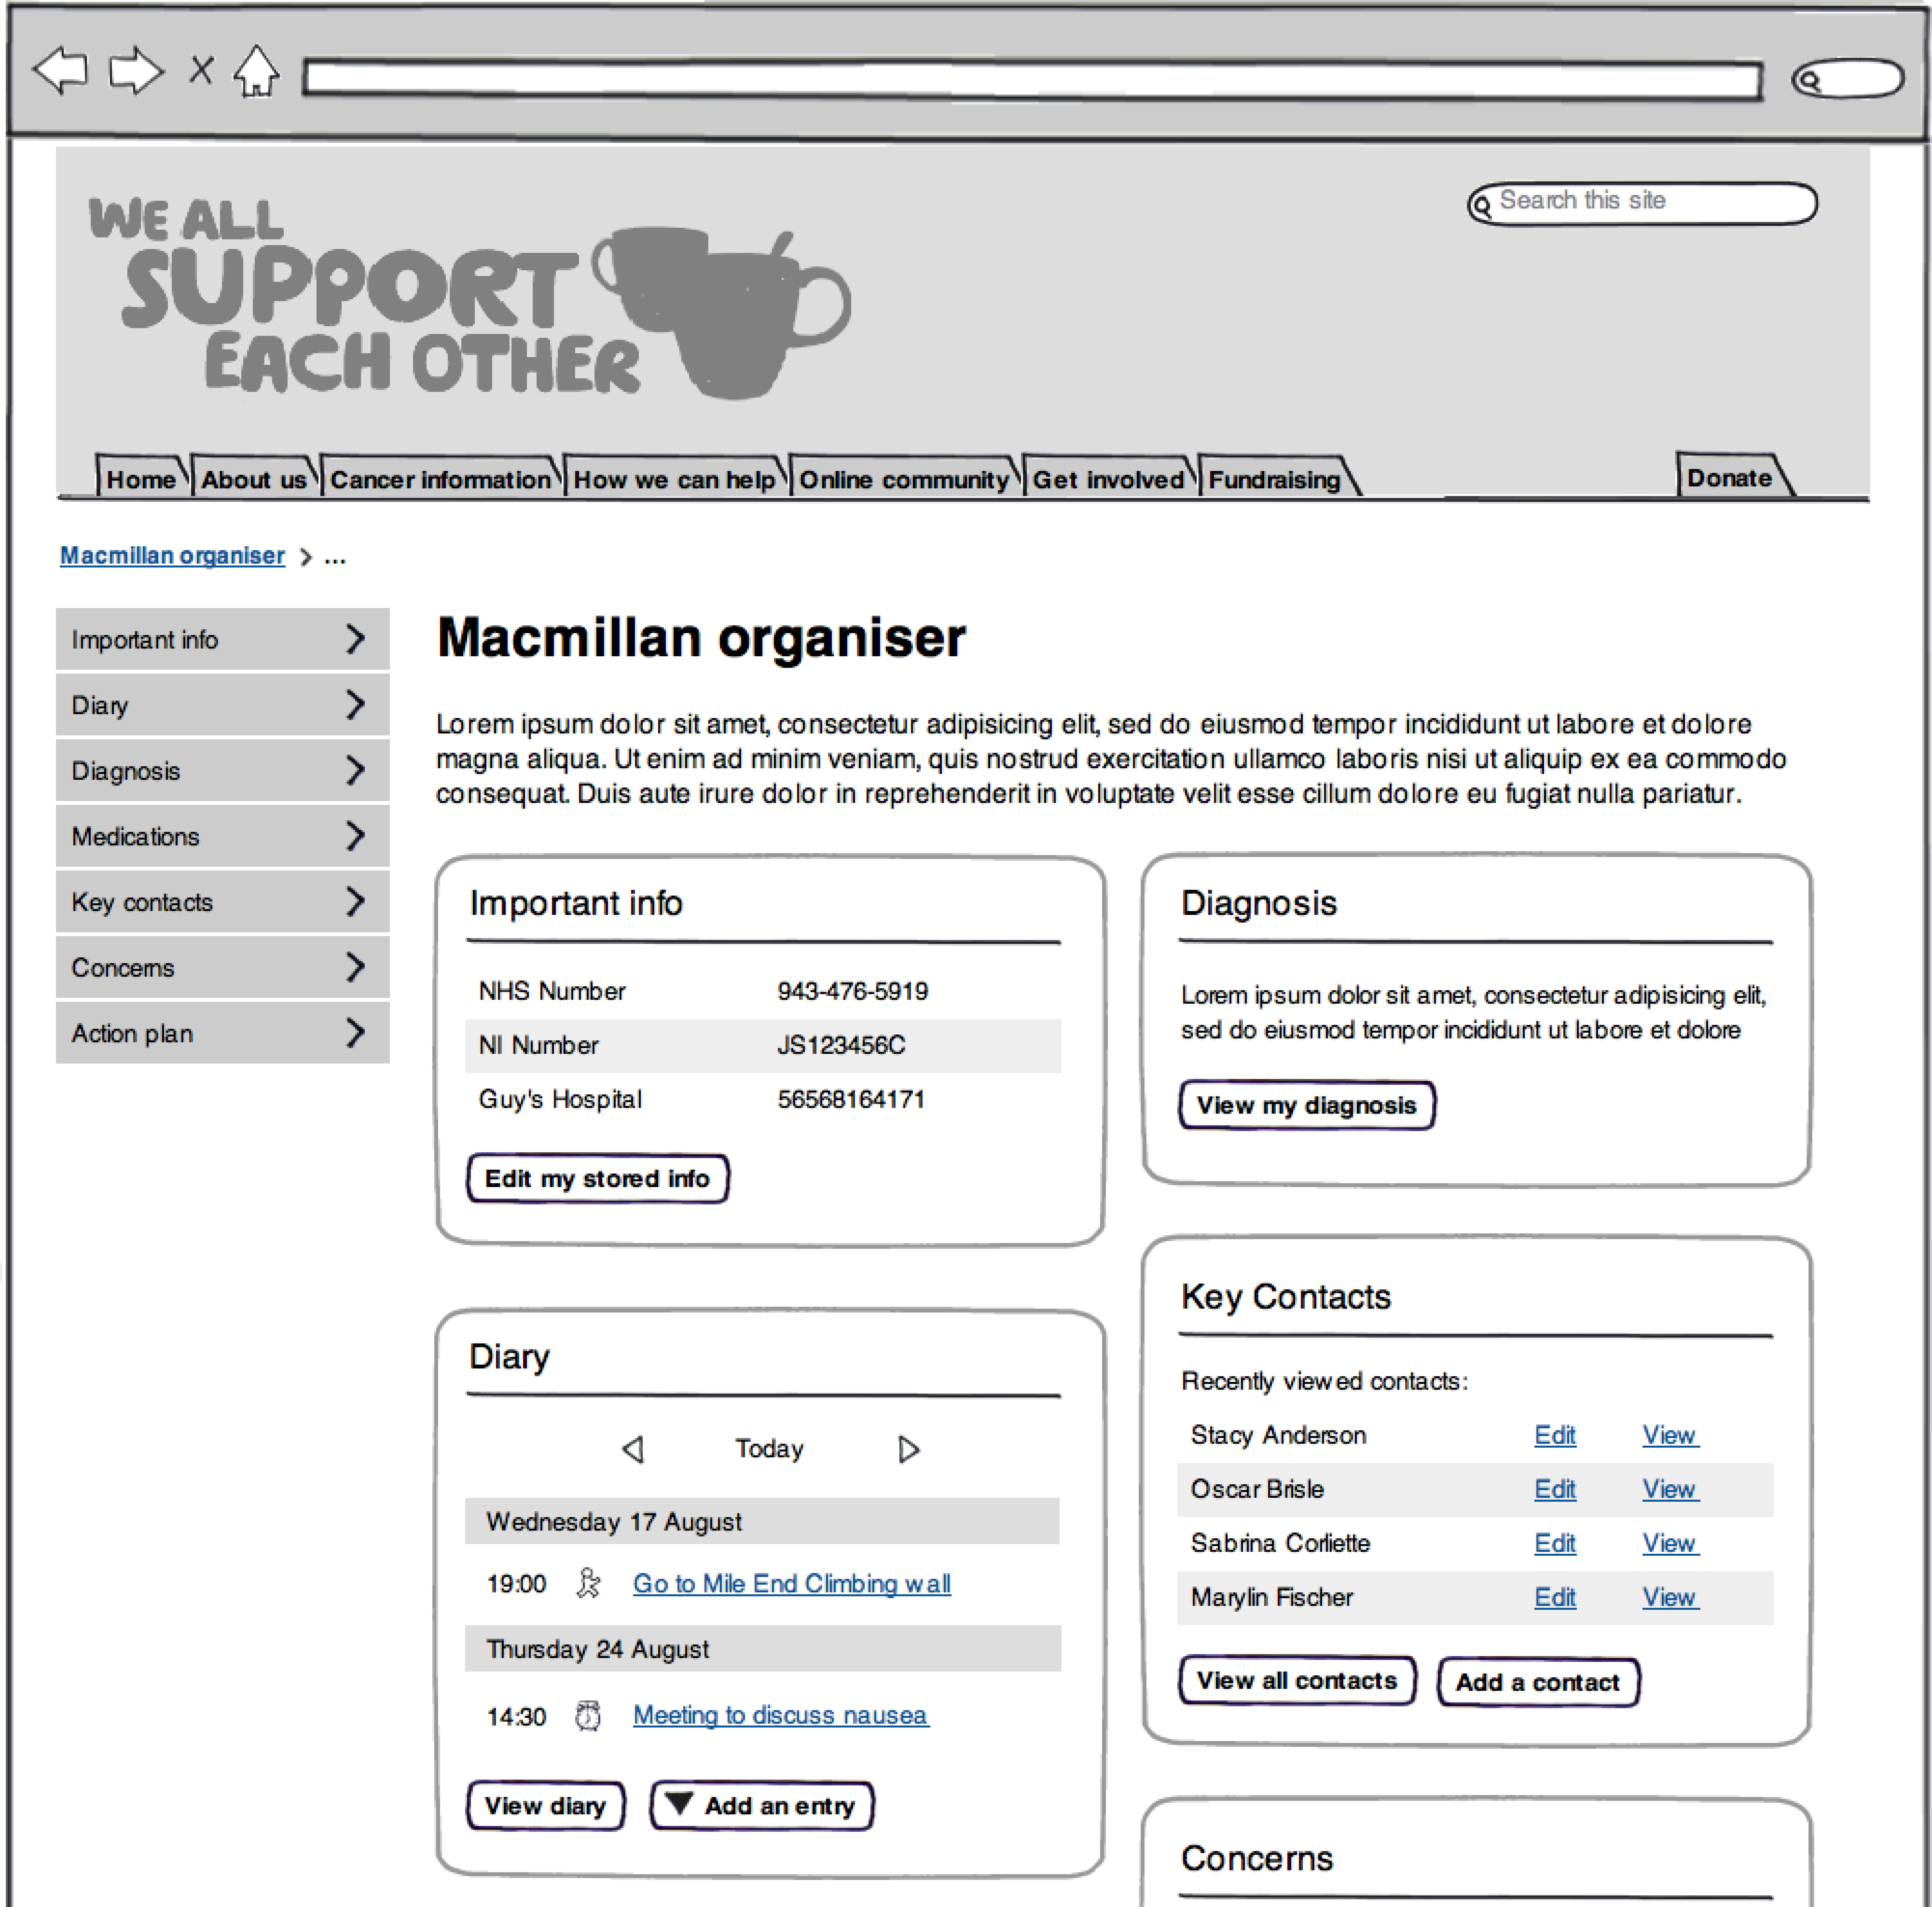 Search this site
WE ALL
SUPPORT
EACH OTHER
Home About us Cancer information How we can help Online community Get involved Fundraising Donate
Macmillan organiser > ...
Important info
Diary
Diagnosis
Medications
Key contacts
Concerns
Action plan
Macmillan organiser
Lorem ipsum dolor sit amet, consectetur adipisicing elit, sed do eiusmod tempor incididunt ut labore et dolore
magna aliqua. Ut enim ad minim veniam, quis nostrud exercitation ullamco laboris nisi ut aliquip ex ea commodo
consequat. Duis aute irure dolor in reprehenderit in voluptate velit esse cillum dolore eu fugiat nulla pariatur.
Important info
NHS Number 943-476-5919
NI Number JS123456C
Guy's Hospital 56568164171
Edit my stored info
Diary
Today
Wednesday 17 August
19:00 Go to Mile End Climbing wall
Thursday 24 August
14:30 Meeting to discuss nausea
View diary Add an entry
Diagnosis
Lorem ipsum dolor sit amet, consectetur adipisicing elit,
sed do eiusmod tempor incididunt ut labore et dolore
View my diagnosis
Key Contacts
Recently viewed contacts:
Stacy Anderson Edit View
Oscar Brisle Edit View
Sabrina Corliette Edit View
Marylin Fischer Edit View
View all contacts Add a contact
Concerns